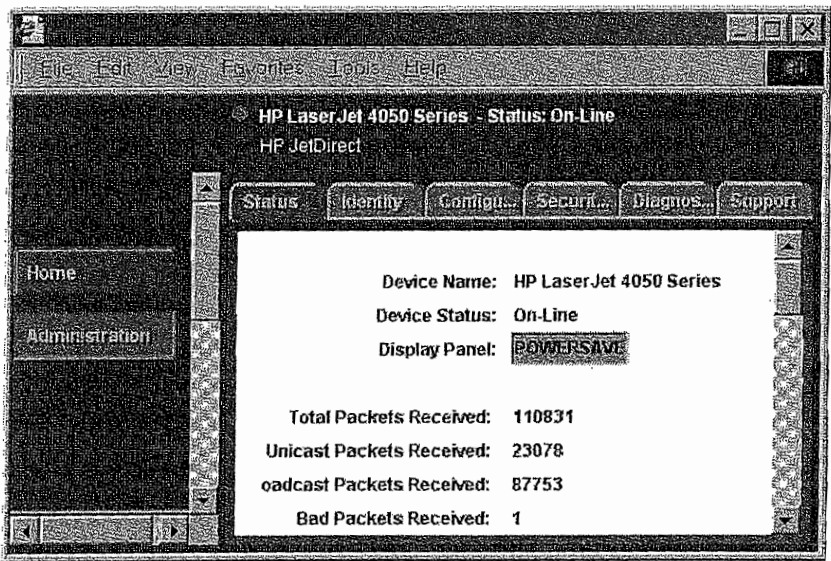 File Edit View Favorites Tools Help
HP LaserJet 4050 Series - Status: On-Line
HP JetDirect
Status Identity Configu... Securit... Diagnos... Support
Home
Administration
Device Name: HP LaserJet 4050 Series
Device Status: On-Line
Display Panel: POWERSAVE
Total Packets Received: 110831
Unicast Packets Received: 23078
oadcast Packets Received: 87753
Bad Packets Received: 1